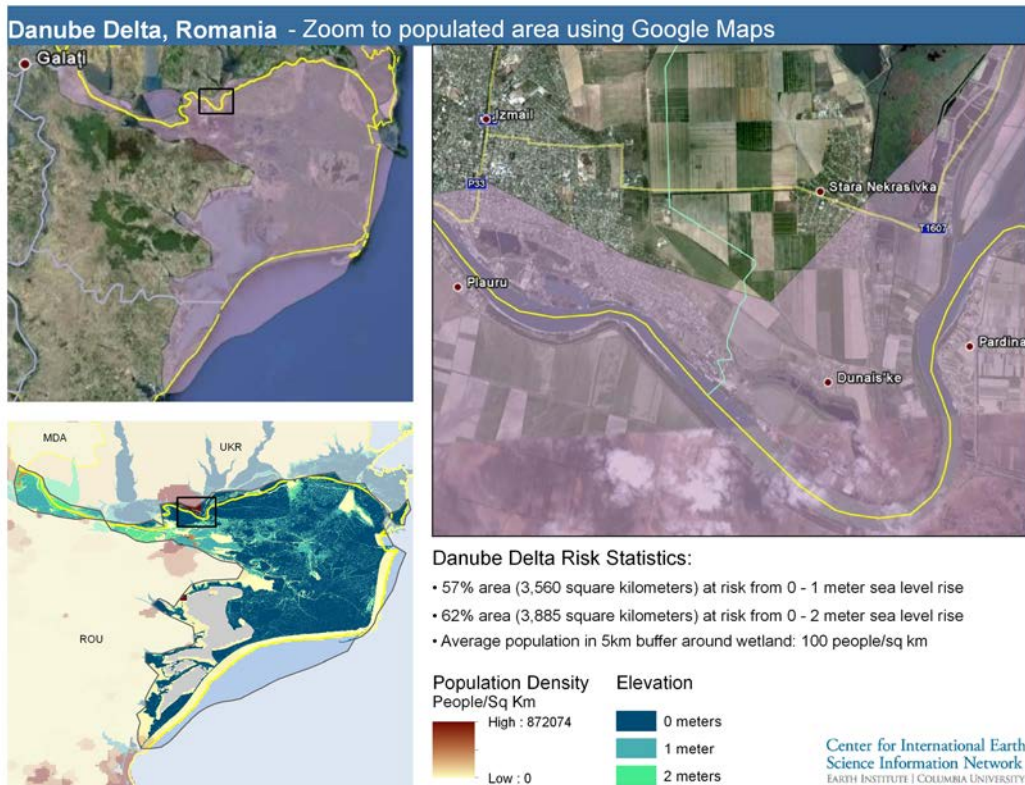 Danube Delta, Romania - Zoom to populated area using Google Maps
Galați
Izmail
P33
Stara Nekrasivka
T1607
Plauru
Pardina
Dunais'ke
MDA
UKR
ROU
Danube Delta Risk Statistics:
• 57% area (3,560 square kilometers) at risk from 0 - 1 meter sea level rise
• 62% area (3,885 square kilometers) at risk from 0 - 2 meter sea level rise
• Average population in 5km buffer around wetland: 100 people/sq km
Population Density
People/Sq Km
High : 872074
Low : 0
Elevation
0 meters
1 meter
2 meters
Center for International Earth
Science Information Network
EARTH INSTITUTE | COLUMBIA UNIVERSITY